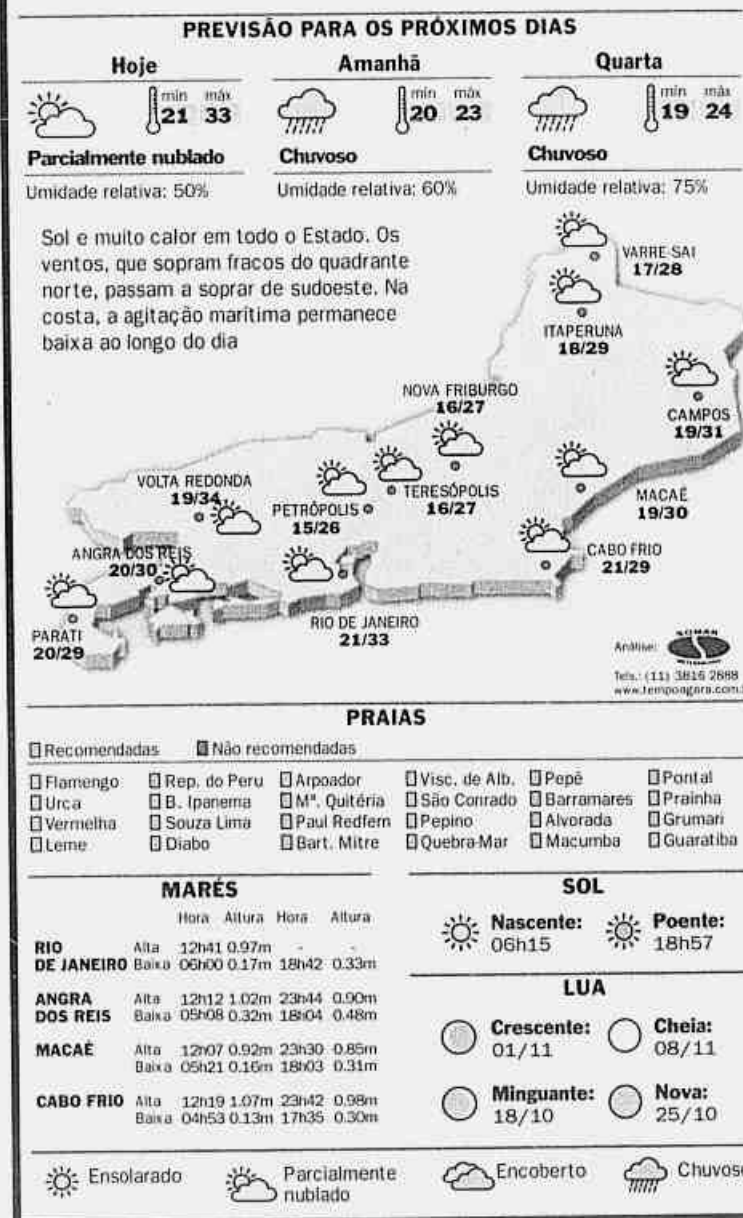 PREVISÃO PARA OS PRÓXIMOS DIAS
Hoje Amanhã Quarta
min máx min máx min máx
21 33 20 23 19 24
Parcialmente nublado Chuvoso Chuvoso
Umidade relativa: 50% Umidade relativa: 60% Umidade relativa: 75%
Sol e muito calor em todo o Estado. Os
ventos, que sopram fracos do quadrante
norte, passam a soprar de sudoeste. Na
costa, a agitação marítima permanece
baixa ao longo do dia
VARRE-SAI
17/28
ITAPERUNA
18/29
NOVA FRIBURGO
16/27
CAMPOS
19/31
VOLTA REDONDA
19/34
PETRÓPOLIS
15/26
TERESÓPOLIS
16/27
MACAÉ
19/30
ANGRA DOS REIS
20/30
CABO FRIO
21/29
RIO DE JANEIRO
21/33
PARATI
20/29
Análise: SOMAR
Tels.: (11) 3816 2888
www.tempoagora.com.
PRAIAS
Recomendadas Não recomendadas
Flamengo Rep. do Peru Arpoador Visc. de Alb. Pepê Pontal
Urca B. Ipanema Mª. Quitéria São Conrado Barramares Prainha
Vermelha Souza Lima Paul Redfern Pepino Alvorada Grumari
Leme Diabo Bart. Mitre Quebra-Mar Macumba Guaratiba
MARÉS
Hora Altura Hora Altura
RIO Alta 12h41 0.97m - -
DE JANEIRO Baixa 06h00 0.17m 18h42 0.33m
ANGRA Alta 12h12 1.02m 23h44 0.90m
DOS REIS Baixa 05h08 0.32m 18h04 0.48m
MACAÉ Alta 12h07 0.92m 23h30 0.85m
Baixa 05h21 0.16m 18h03 0.31m
CABO FRIO Alta 12h19 1.07m 23h42 0.98m
Baixa 04h53 0.13m 17h35 0.30m
SOL
Nascente: Poente:
06h15 18h57
LUA
Crescente: Cheia:
01/11 08/11
Minguante: Nova:
18/10 25/10
Ensolarado Parcialmente nublado Encoberto Chuvoso